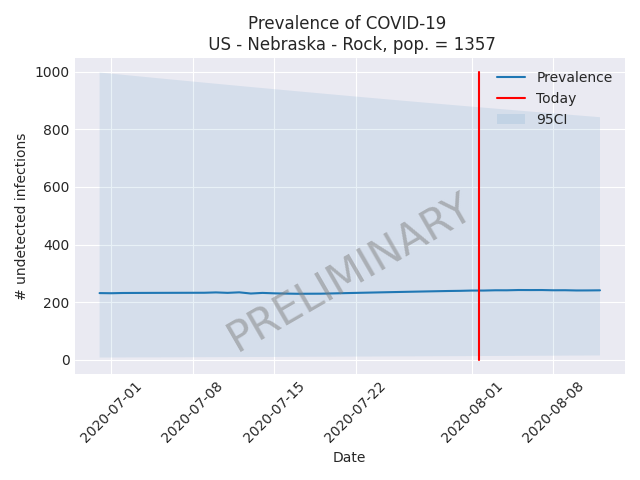 Prevalence of COVID-19
US - Nebraska - Rock, pop. = 1357
1000
800
600
400
200
0
# undetected infections
Prevalence
Today
95CI
PRELIMINARY
2020-07-01
2020-07-08
2020-07-15
2020-07-22
2020-08-01
2020-08-08
Date